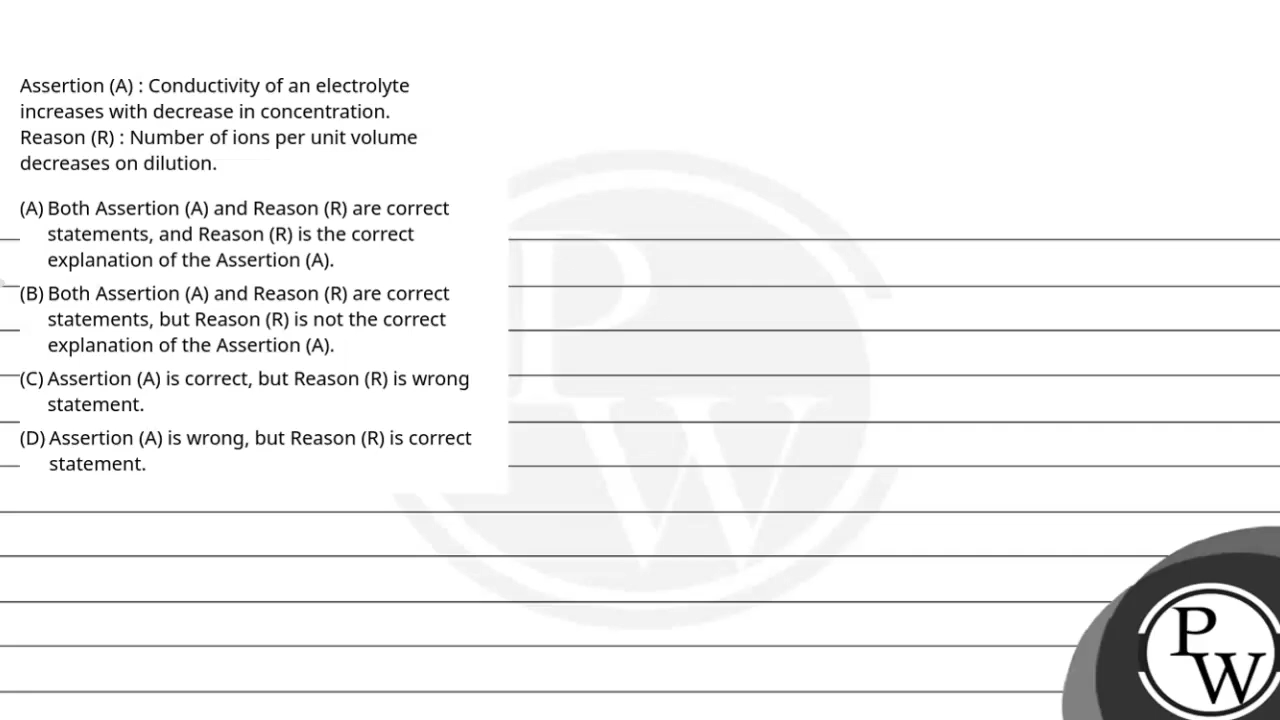 Assertion (A) : Conductivity of an electrolyte
increases with decrease in concentration.
Reason (R) : Number of ions per unit volume
decreases on dilution.
(A) Both Assertion (A) and Reason (R) are correct
statements, and Reason (R) is the correct
explanation of the Assertion (A).
(B) Both Assertion (A) and Reason (R) are correct
statements, but Reason (R) is not the correct
explanation of the Assertion (A).
(C) Assertion (A) is correct, but Reason (R) is wrong
statement.
(D) Assertion (A) is wrong, but Reason (R) is correct
statement.
P
W
P
W